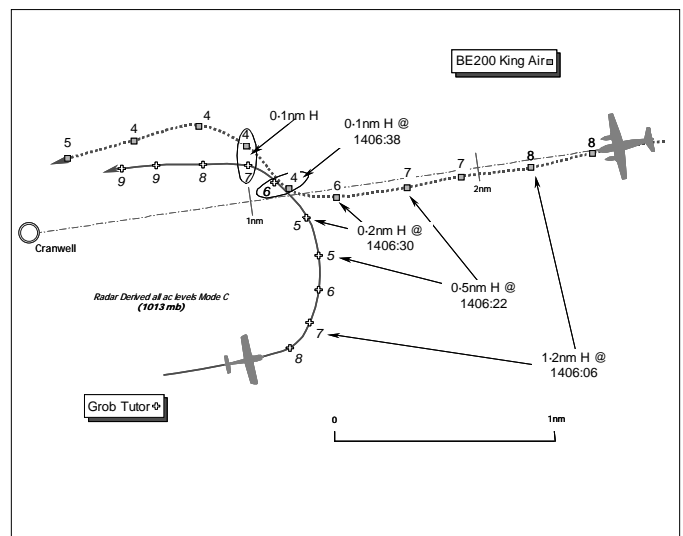 BE200 King Air
0·1nm H
0·1nm H @
1406:38
5
4
4
4
4
6
7
7
8
8
9
9
8
7
6
5
5
6
7
8
1nm
2nm
0·2nm H @
1406:30
0·5nm H @
1406:22
1·2nm H @
1406:06
Cranwell
Radar Derived all ac levels Mode C
(1013 mb)
Grob Tutor
0
1nm